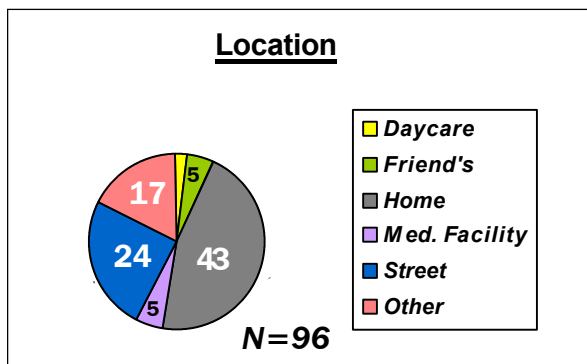 Location
Daycare
Friend's
Home
Med. Facility
Street
Other
5
17
43
24
5
N=96